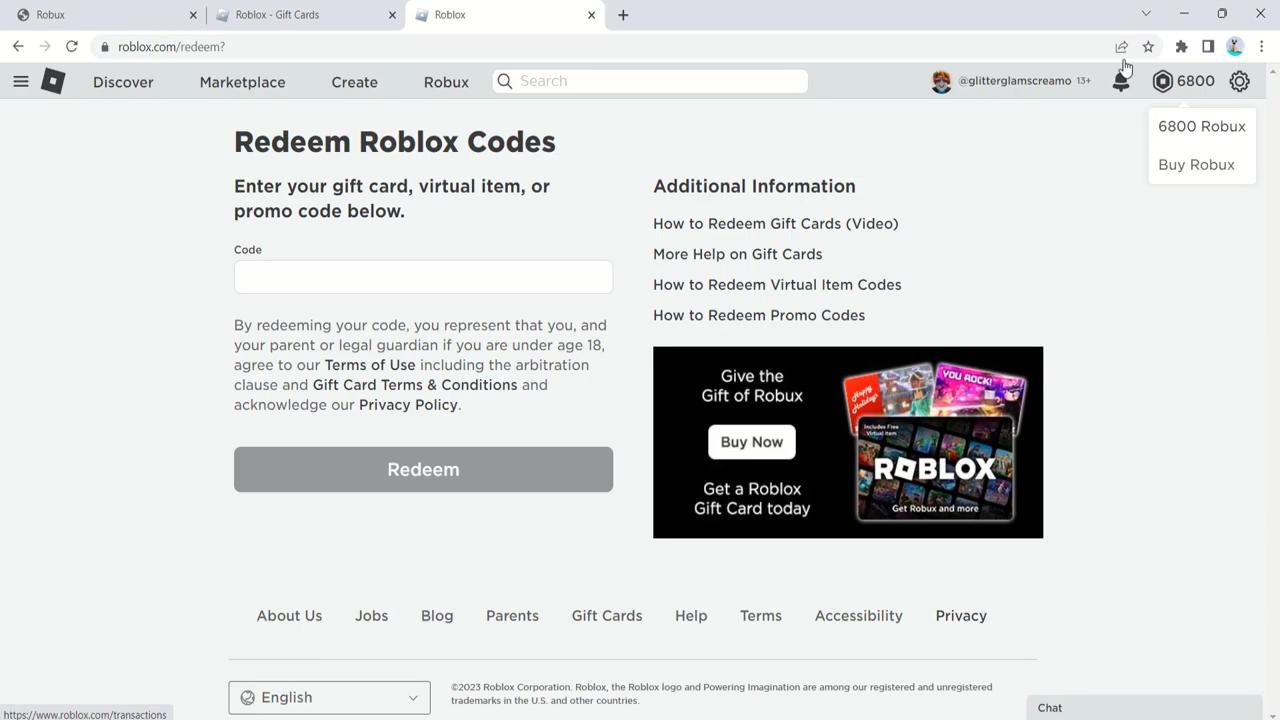 Robux
Roblox - Gift Cards
Roblox
roblox.com/redeem?
Discover
Marketplace
Create
Robux
Search
@glitterglamscreamo 13+
6800
6800 Robux
Buy Robux
Redeem Roblox Codes
Enter your gift card, virtual item, or
promo code below.
Code
By redeeming your code, you represent that you, and
your parent or legal guardian if you are under age 18,
agree to our Terms of Use including the arbitration
clause and Gift Card Terms & Conditions and
acknowledge our Privacy Policy.
Redeem
Additional Information
How to Redeem Gift Cards (Video)
More Help on Gift Cards
How to Redeem Virtual Item Codes
How to Redeem Promo Codes
Give the
Gift of Robux
Buy Now
Get a Roblox
Gift Card today
Happy
Holidays
YOU ROCK!
Includes Free
Virtual Item
ROBLOX
Get Robux and more
About Us
Jobs
Blog
Parents
Gift Cards
Help
Terms
Accessibility
Privacy
English
©2023 Roblox Corporation. Roblox, the Roblox logo and Powering Imagination are among our registered and unregistered
trademarks in the U.S. and other countries.
Chat
https://www.roblox.com/transactions